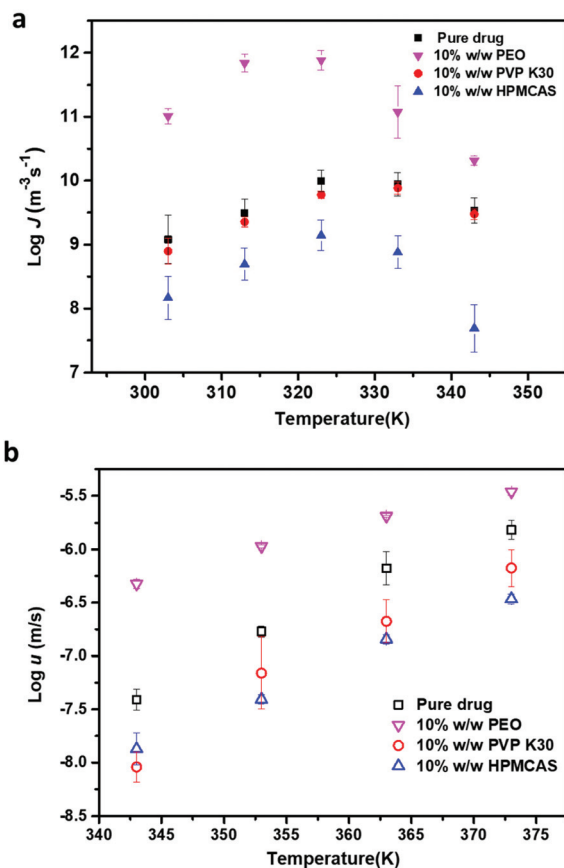 a
Pure drug
10% w/w PEO
10% w/w PVP K30
10% w/w HPMCAS
12
11
10
9
8
7
Log J (m⁻³s⁻¹)
300 310 320 330 340 350
Temperature(K)
b
-5.5
-6.0
-6.5
-7.0
-7.5
-8.0
-8.5
Log u (m/s)
Pure drug
10% w/w PEO
10% w/w PVP K30
10% w/w HPMCAS
340 345 350 355 360 365 370 375
Temperature(K)